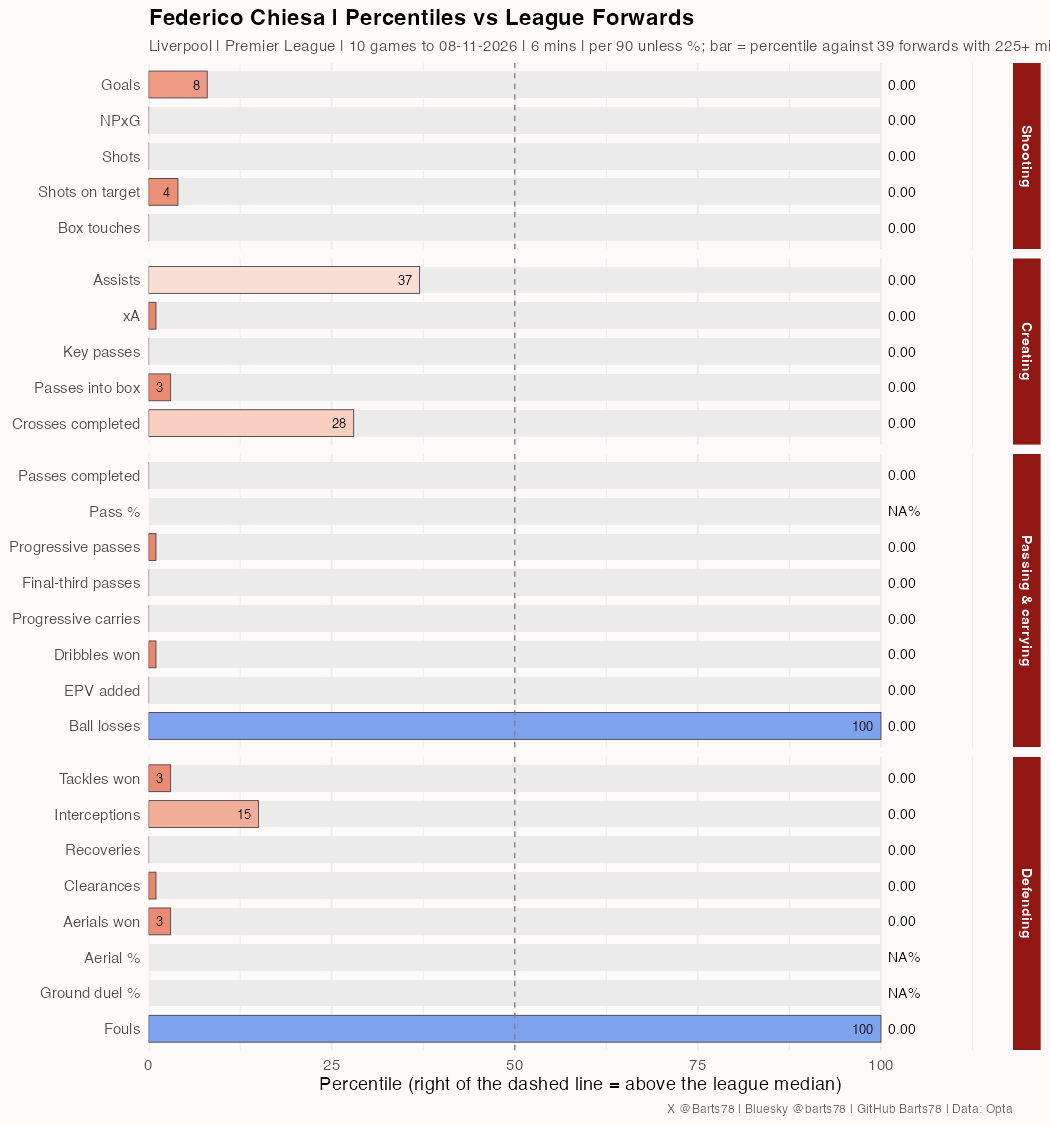 Federico Chiesa | Percentiles vs League Forwards
Liverpool | Premier League | 10 games to 08-11-2026 | 6 mins | per 90 unless %; bar = percentile against 39 forwards with 225+ mi
Goals 8 0.00
NPxG 0.00
Shots 0.00
Shots on target 4 0.00
Box touches 0.00
Shooting
Assists 37 0.00
xA 0.00
Key passes 0.00
Passes into box 3 0.00
Crosses completed 28 0.00
Creating
Passes completed 0.00
Pass % NA%
Progressive passes 0.00
Final-third passes 0.00
Progressive carries 0.00
Dribbles won 0.00
EPV added 0.00
Ball losses 100 0.00
Passing & carrying
Tackles won 3 0.00
Interceptions 15 0.00
Recoveries 0.00
Clearances 0.00
Aerials won 3 0.00
Aerial % NA%
Ground duel % NA%
Fouls 100 0.00
Defending
0 25 50 75 100
Percentile (right of the dashed line = above the league median)
X @Barts78 | Bluesky @barts78 | GitHub Barts78 | Data: Opta